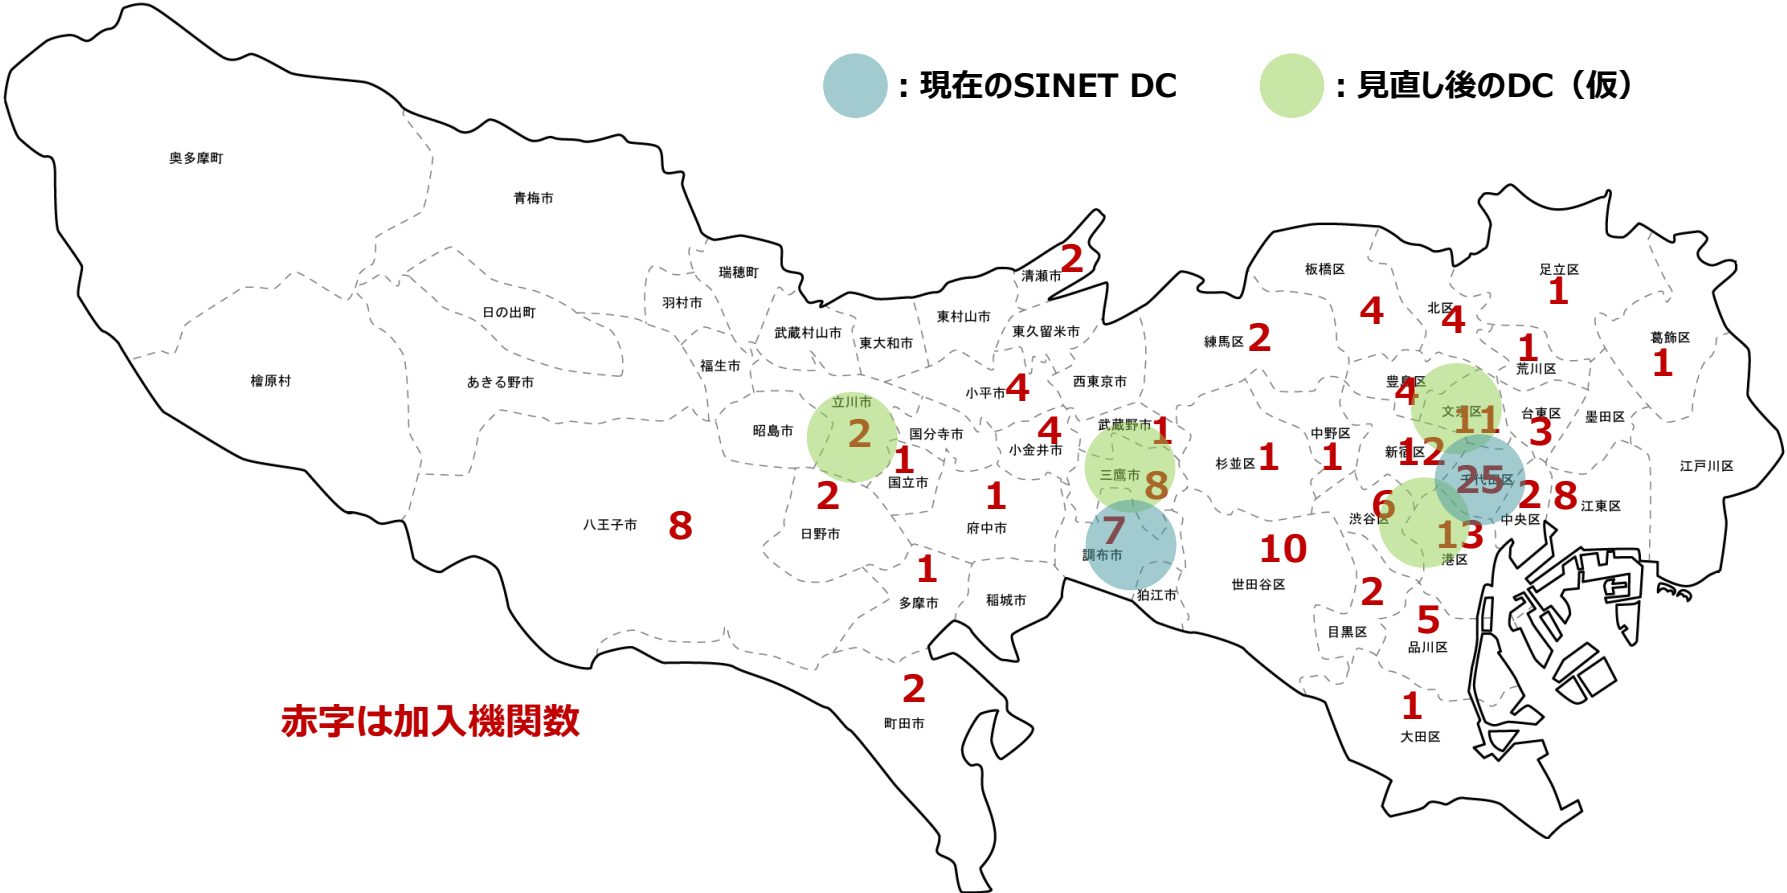 ：現在のSINET DC
：見直し後のDC（仮）
奥多摩町
青梅市
瑞穂町
羽村市
日の出町
武蔵村山市
東大和市
東村山市
清瀬市 2
東久留米市
福生市
檜原村
あきる野市
立川市
2
昭島市
小平市 4
西東京市
国分寺市
1
国立市
小金井市
4
武蔵野市 1
三鷹市 8
八王子市 8
2
日野市
1
府中市
7
調布市
1
多摩市
稲城市
狛江市
2
町田市
板橋区
4
北区
4
足立区
1
練馬区 2
1
荒川区
葛飾区
1
豊島区
4
文京区
11
台東区
3
墨田区
杉並区 1
中野区
1
新宿区 12
千代田区
25
江戸川区
6
渋谷区
13
港区
2
中央区
8
江東区
10
世田谷区
2
目黒区
5
品川区
1
大田区
赤字は加入機関数